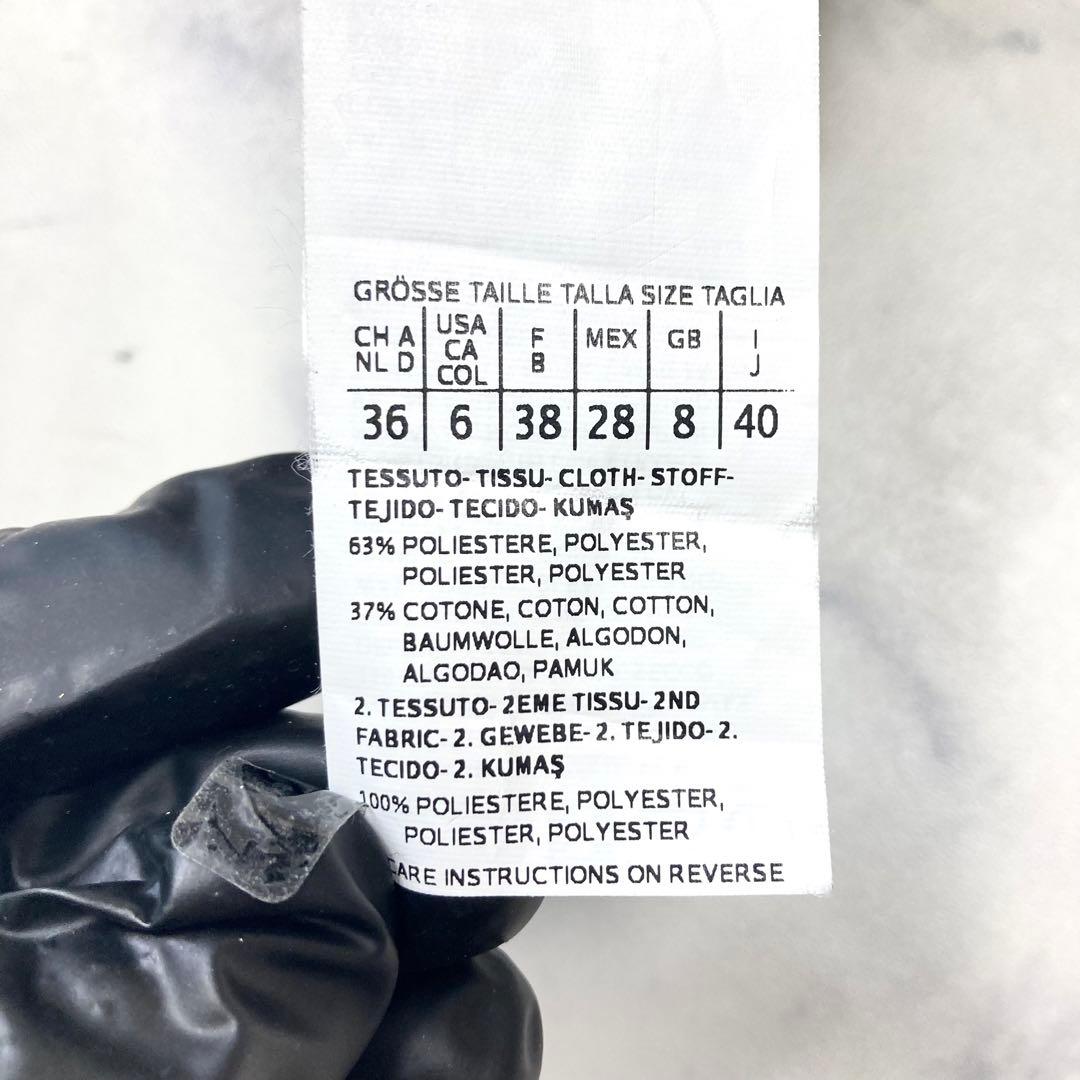 GRÖSSE TAILLE TALLA SIZE TAGLIA
CH A NL D | USA CA COL | F B | MEX | GB | I J
36 | 6 | 38 | 28 | 8 | 40
TESSUTO- TISSU- CLOTH- STOFF-
TEJIDO- TECIDO- KUMAŞ
63% POLIESTERE, POLYESTER,
POLIESTER, POLYESTER
37% COTONE, COTON, COTTON,
BAUMWOLLE, ALGODON,
ALGODAO, PAMUK
2. TESSUTO- 2EME TISSU- 2ND
FABRIC- 2. GEWEBE- 2. TEJIDO- 2.
TECIDO- 2. KUMAŞ
100% POLIESTERE, POLYESTER,
POLIESTER, POLYESTER
CARE INSTRUCTIONS ON REVERSE